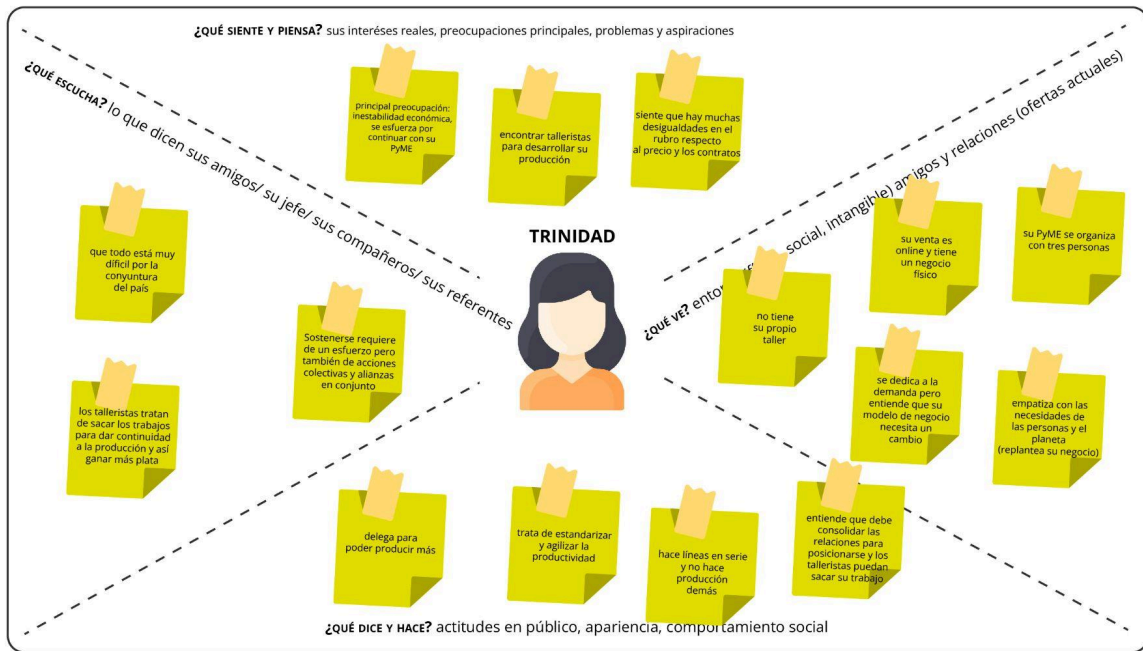 ¿QUÉ SIENTE Y PIENSA? sus interéses reales, preocupaciones principales, problemas y aspiraciones
principal preocupación:
inestabilidad económica,
se esfuerza por
continuar con su
PyME
encontrar talleristas
para desarrollar su
producción
siente que hay muchas
desigualdades en el
rubro respecto
al precio y los contratos
¿QUÉ ESCUCHA? lo que dicen sus amigos/ su jefe/ sus compañeros/ sus referentes
que todo está muy
díficil por la
conyuntura
del país
Sostenerse requiere
de un esfuerzo pero
también de acciones
colectivas y alianzas
en conjunto
los talleristas tratan
de sacar los trabajos
para dar continuidad
a la producción y así
ganar más plata
TRINIDAD
¿QUÉ VE? social, intangible) amigos y relaciones (ofertas actuales)
no tiene
su propio
taller
su venta es
online y tiene
un negocio
físico
su PyME se organiza
con tres personas
se dedica a la
demanda pero
entiende que su
modelo de negocio
necesita un
cambio
empatiza con las
necesidades de
las personas y el
planeta
(replantea su negocio)
delega para
poder producir más
trata de estandarizar
y agilizar la
productividad
hace líneas en serie
y no hace
producción
demás
entiende que debe
consolidar las
relaciones para
posicionarse y los
talleristas puedan
sacar su trabajo
¿QUÉ DICE Y HACE? actitudes en público, apariencia, comportamiento social